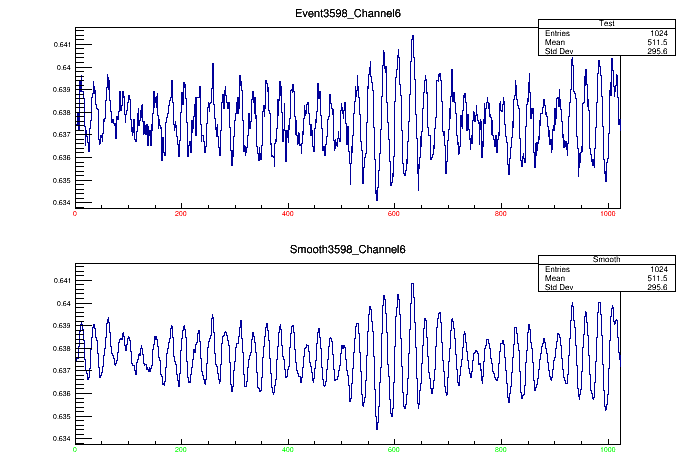 Event3598_Channel6
Test
Entries 1024
Mean 511.5
Std Dev 295.6
0.641
0.64
0.639
0.638
0.637
0.636
0.635
0.634
0 200 400 600 800 1000
Smooth3598_Channel6
Smooth
Entries 1024
Mean 511.5
Std Dev 295.6
0.641
0.64
0.639
0.638
0.637
0.636
0.635
0.634
0 200 400 600 800 1000